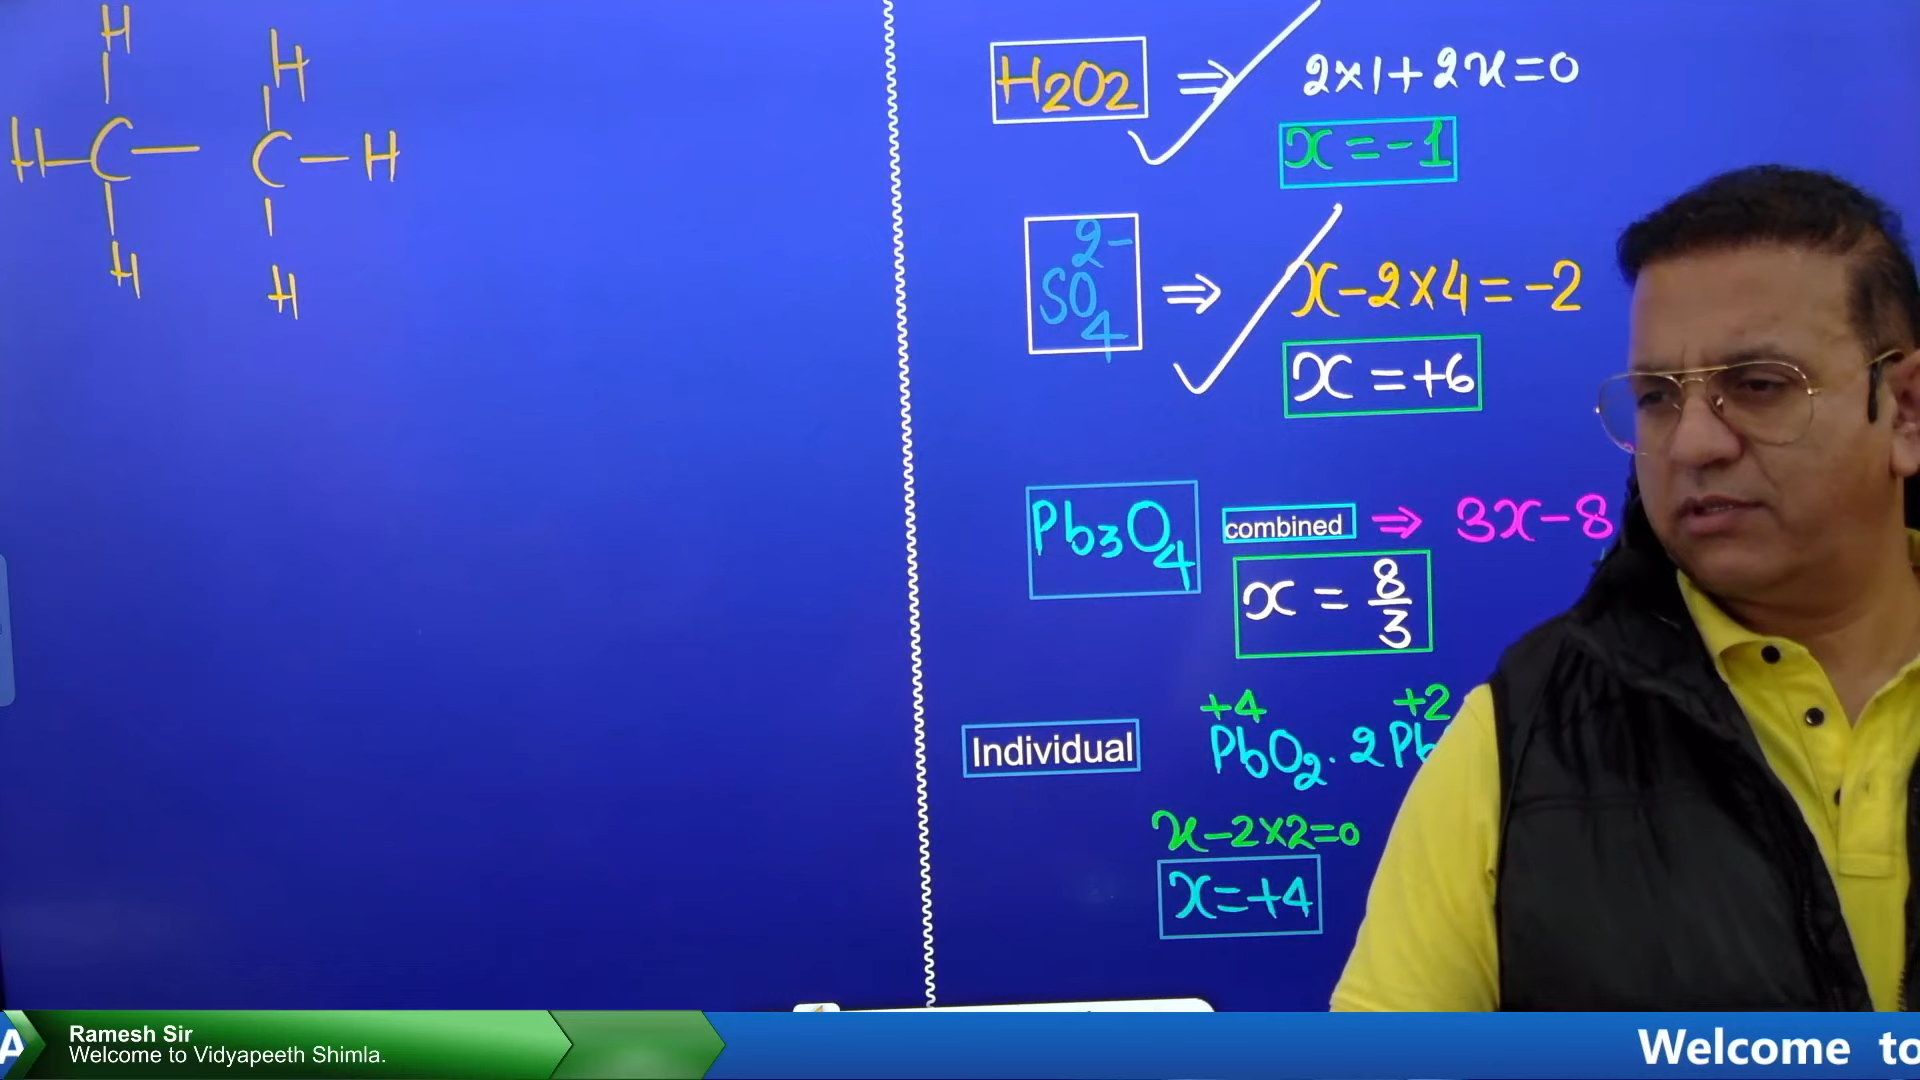 H
H
H-C-
C-H
H
H
H2O2 ⇒ 2×1+2x=0
x=-1
SO4^2- ⇒ x-2×4=-2
x=+6
Pb3O4 combined ⇒ 3x-8
x = 8/3
+4 +2
Individual PbO2.2Pb
x-2×2=0
x=+4
A
Ramesh Sir
Welcome to Vidyapeeth Shimla.
Welcome to